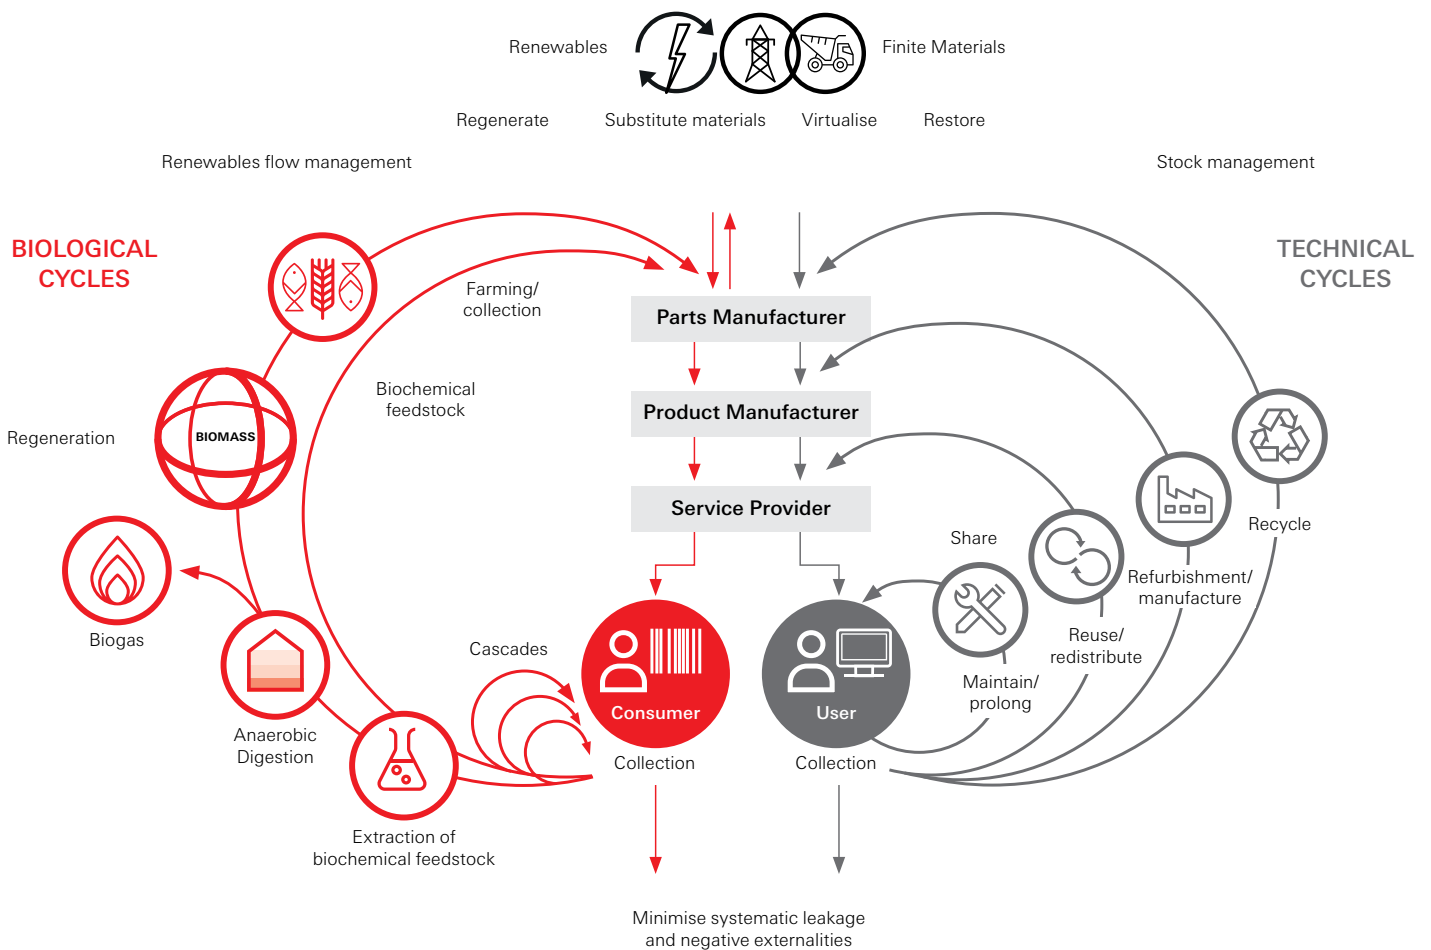 Renewables
Finite Materials
Regenerate
Substitute materials
Virtualise
Restore
Renewables flow management
Stock management
BIOLOGICAL
CYCLES
TECHNICAL
CYCLES
Farming/
collection
Parts Manufacturer
Biochemical
feedstock
Product Manufacturer
Regeneration
BIOMASS
Service Provider
Recycle
Share
Refurbishment/
manufacture
Biogas
Reuse/
redistribute
Cascades
Maintain/
prolong
Consumer
User
Anaerobic
Digestion
Collection
Collection
Extraction of
biochemical feedstock
Minimise systematic leakage
and negative externalities